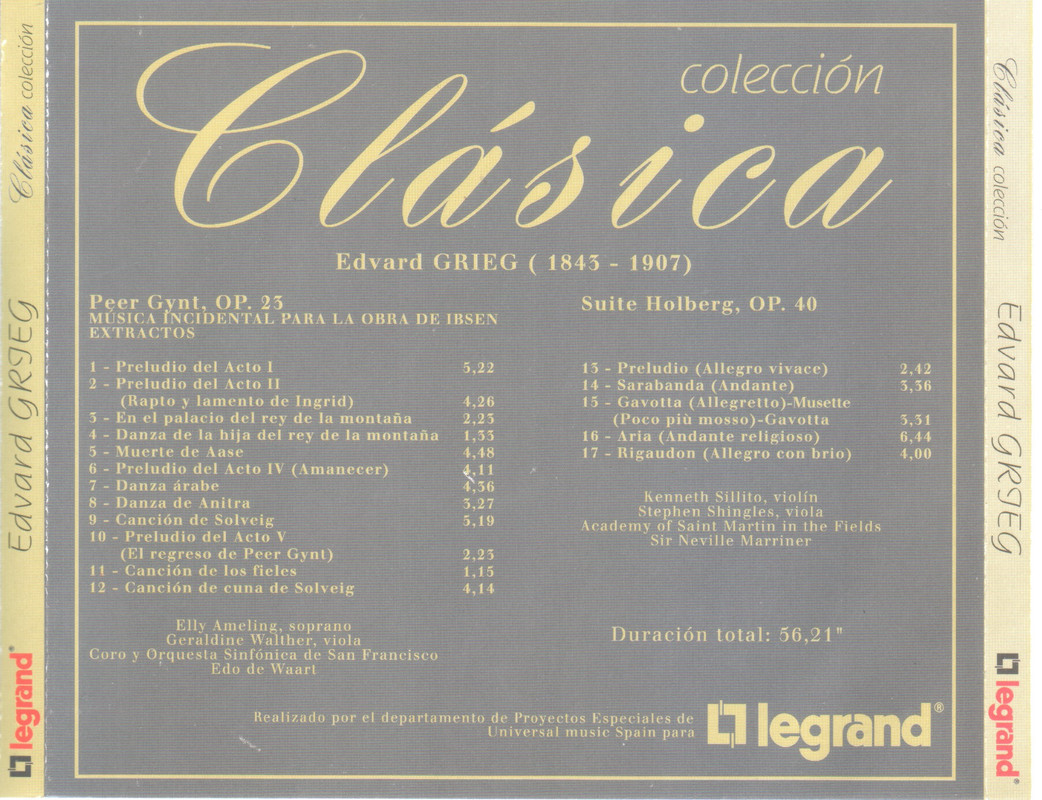 colección
Clásica
Edvard GRIEG ( 1843 - 1907)
Peer Gynt, OP. 23
MÚSICA INCIDENTAL PARA LA OBRA DE IBSEN
EXTRACTOS
1 - Preludio del Acto I 5,22
2 - Preludio del Acto II
(Rapto y lamento de Ingrid) 4,26
3 - En el palacio del rey de la montaña 2,23
4 - Danza de la hija del rey de la montaña 1,33
5 - Muerte de Aase 4,48
6 - Preludio del Acto IV (Amanecer) 4,11
7 - Danza árabe 4,36
8 - Danza de Anitra 3,27
9 - Canción de Solveig 5,19
10 - Preludio del Acto V
(El regreso de Peer Gynt) 2,23
11 - Canción de los fieles 1,15
12 - Canción de cuna de Solveig 4,14
Elly Ameling, soprano
Geraldine Walther, viola
Coro y Orquesta Sinfónica de San Francisco
Edo de Waart
Suite Holberg, OP. 40
13 - Preludio (Allegro vivace) 2,42
14 - Sarabanda (Andante) 3,36
15 - Gavotta (Allegretto)-Musette
(Poco più mosso)-Gavotta 3,31
16 - Aria (Andante religioso) 6,44
17 - Rigaudon (Allegro con brio) 4,00
Kenneth Sillito, violín
Stephen Shingles, viola
Academy of Saint Martin in the Fields
Sir Neville Marriner
Duración total: 56,21"
Realizado por el departamento de Proyectos Especiales de
Universal music Spain para
legrand®
Clásica colección
Edvard GRIEG
legrand®
Clásica colección
Edvard GRIEG
legrand®